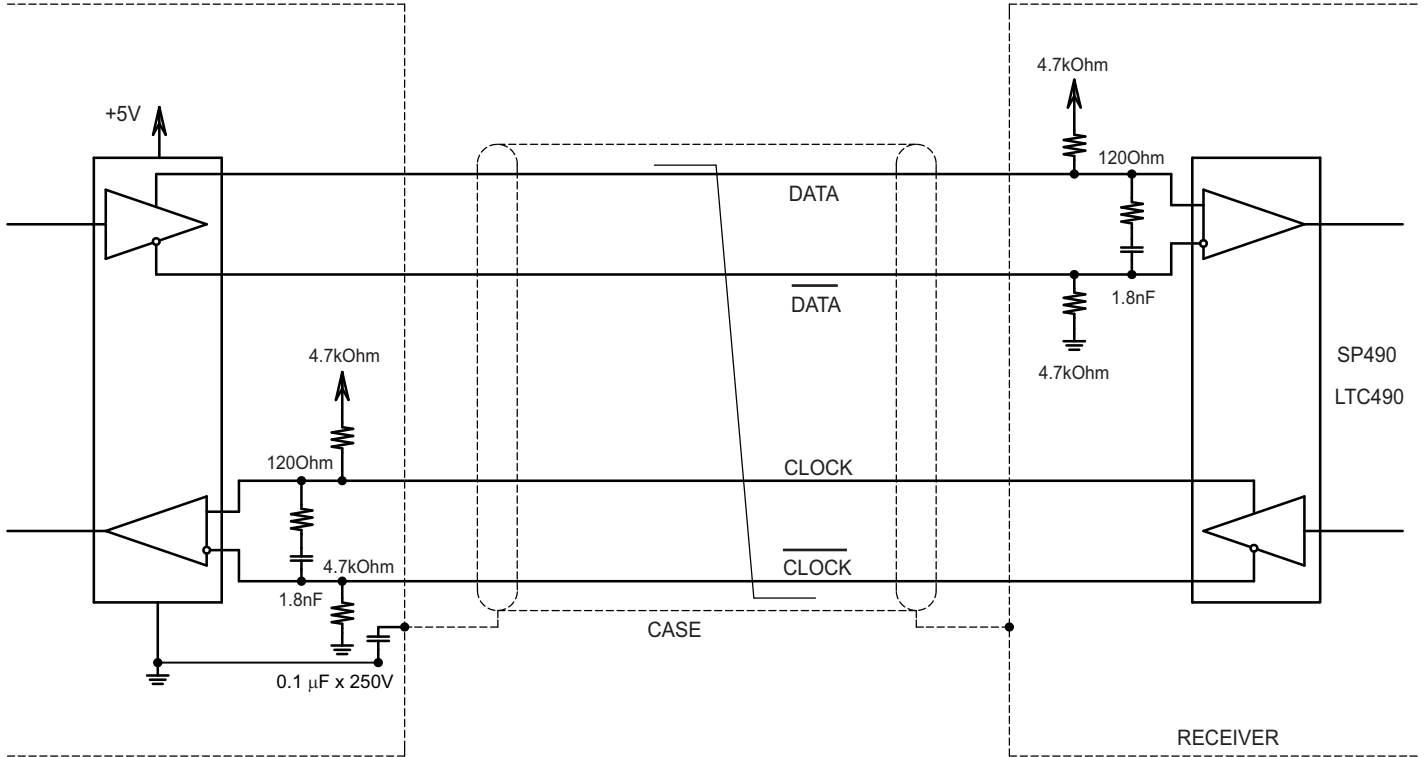 4.7kOhm
+5V
120Ohm
DATA
DATA
1.8nF
4.7kOhm
SP490
LTC490
4.7kOhm
120Ohm
CLOCK
4.7kOhm
CLOCK
1.8nF
CASE
0.1 μF x 250V
RECEIVER